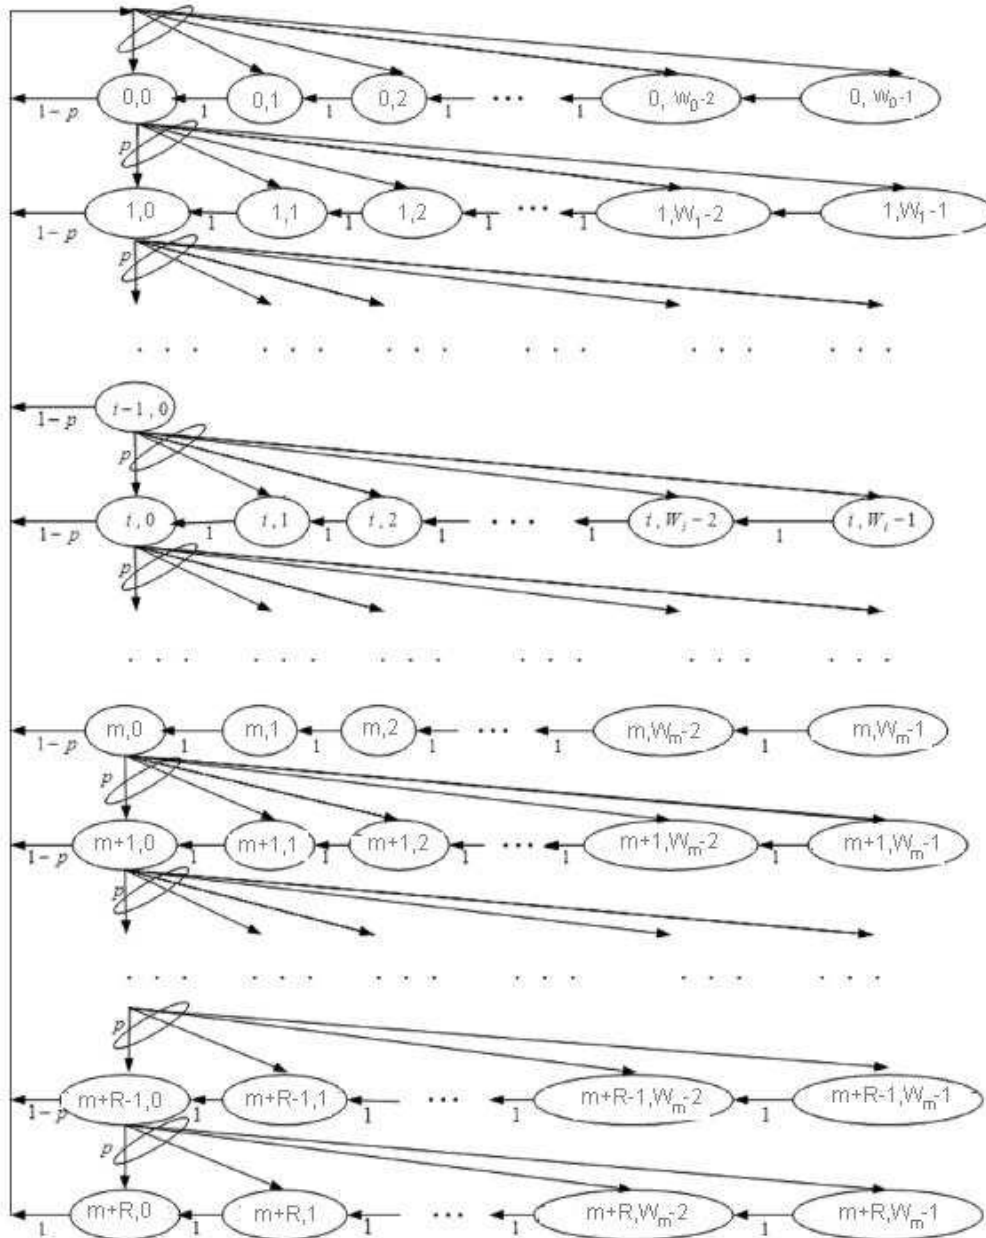 0,0 0,1 0,2 ... 0, W₀-2 0, W₀-1
1-p 1 1 1 1
p
1,0 1,1 1,2 ... 1,W₁-2 1,W₁-1
1-p 1 1 1 1
p
. . . . . . . . . . . . . . . . . .
i-1, 0
1-p
p
i, 0 i, 1 i, 2 . . . i, Wᵢ-2 i, Wᵢ-1
1-p 1 1 1 1 1
p
. . . . . . . . . . . . . . . . . .
m,0 m,1 m,2 ... m,Wₘ-2 m,Wₘ-1
1-p 1 1 1 1 1
p
m+1,0 m+1,1 m+1,2 ... m+1,Wₘ-2 m+1,Wₘ-1
1-p 1 1 1 1 1
p
. . . . . . . . . . . . . . . . . .
p
m+R-1,0 m+R-1,1 ... m+R-1,Wₘ-2 m+R-1,Wₘ-1
1-p 1 1 1 1
p
m+R,0 m+R,1 ... m+R,Wₘ-2 m+R,Wₘ-1
1 1 1 1 1